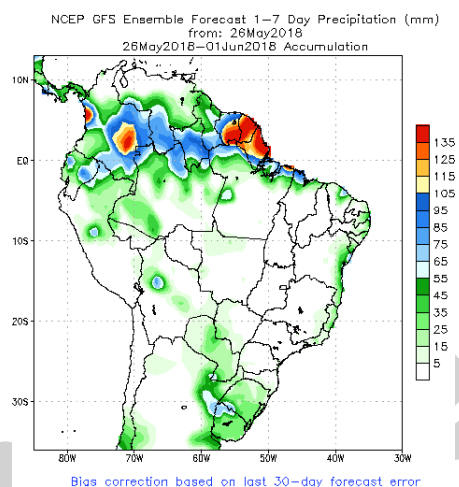 NCEP GFS Ensemble Forecast 1–7 Day Precipitation (mm)
from: 26May2018
26May2018–01Jun2018 Accumulation
10N
EQ
10S
20S
30S
80W 70W 60W 50W 40W 30W
135
125
115
105
95
85
75
65
55
45
35
25
15
5
Bias correction based on last 30–day forecast error